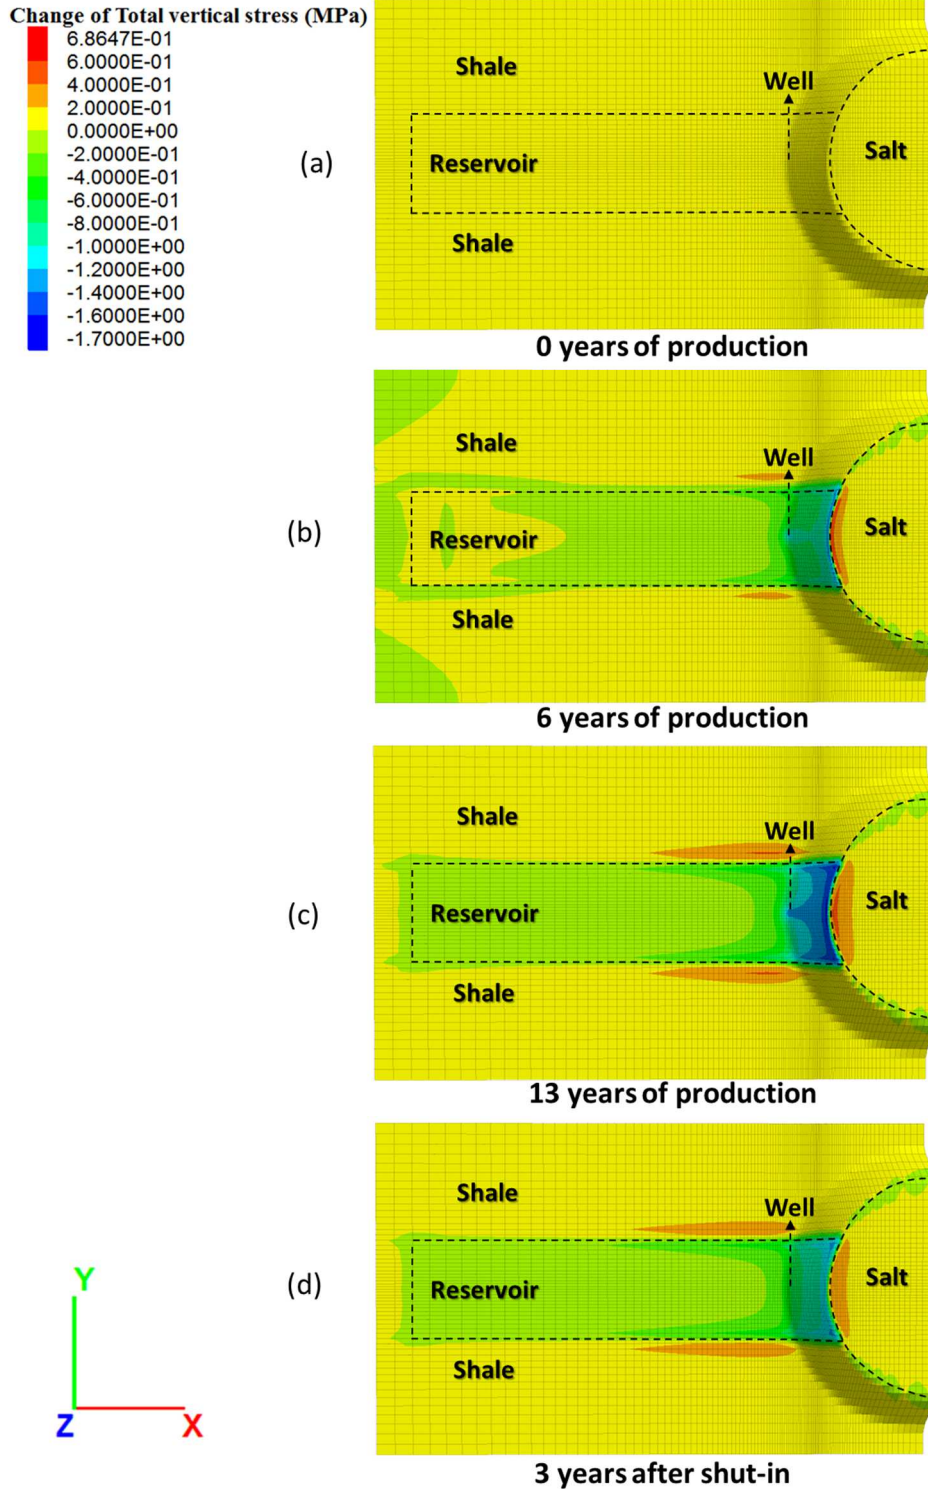 Change of Total vertical stress (MPa)
6.8647E-01
6.0000E-01
4.0000E-01
2.0000E-01
0.0000E+00
-2.0000E-01
-4.0000E-01
-6.0000E-01
-8.0000E-01
-1.0000E+00
-1.2000E+00
-1.4000E+00
-1.6000E+00
-1.7000E+00
(a)
Shale
Well
Reservoir
Salt
Shale
0 years of production
(b)
Shale
Well
Reservoir
Salt
Shale
6 years of production
(c)
Shale
Well
Reservoir
Salt
Shale
13 years of production
(d)
Shale
Well
Reservoir
Salt
Shale
3 years after shut-in
Y
Z
X